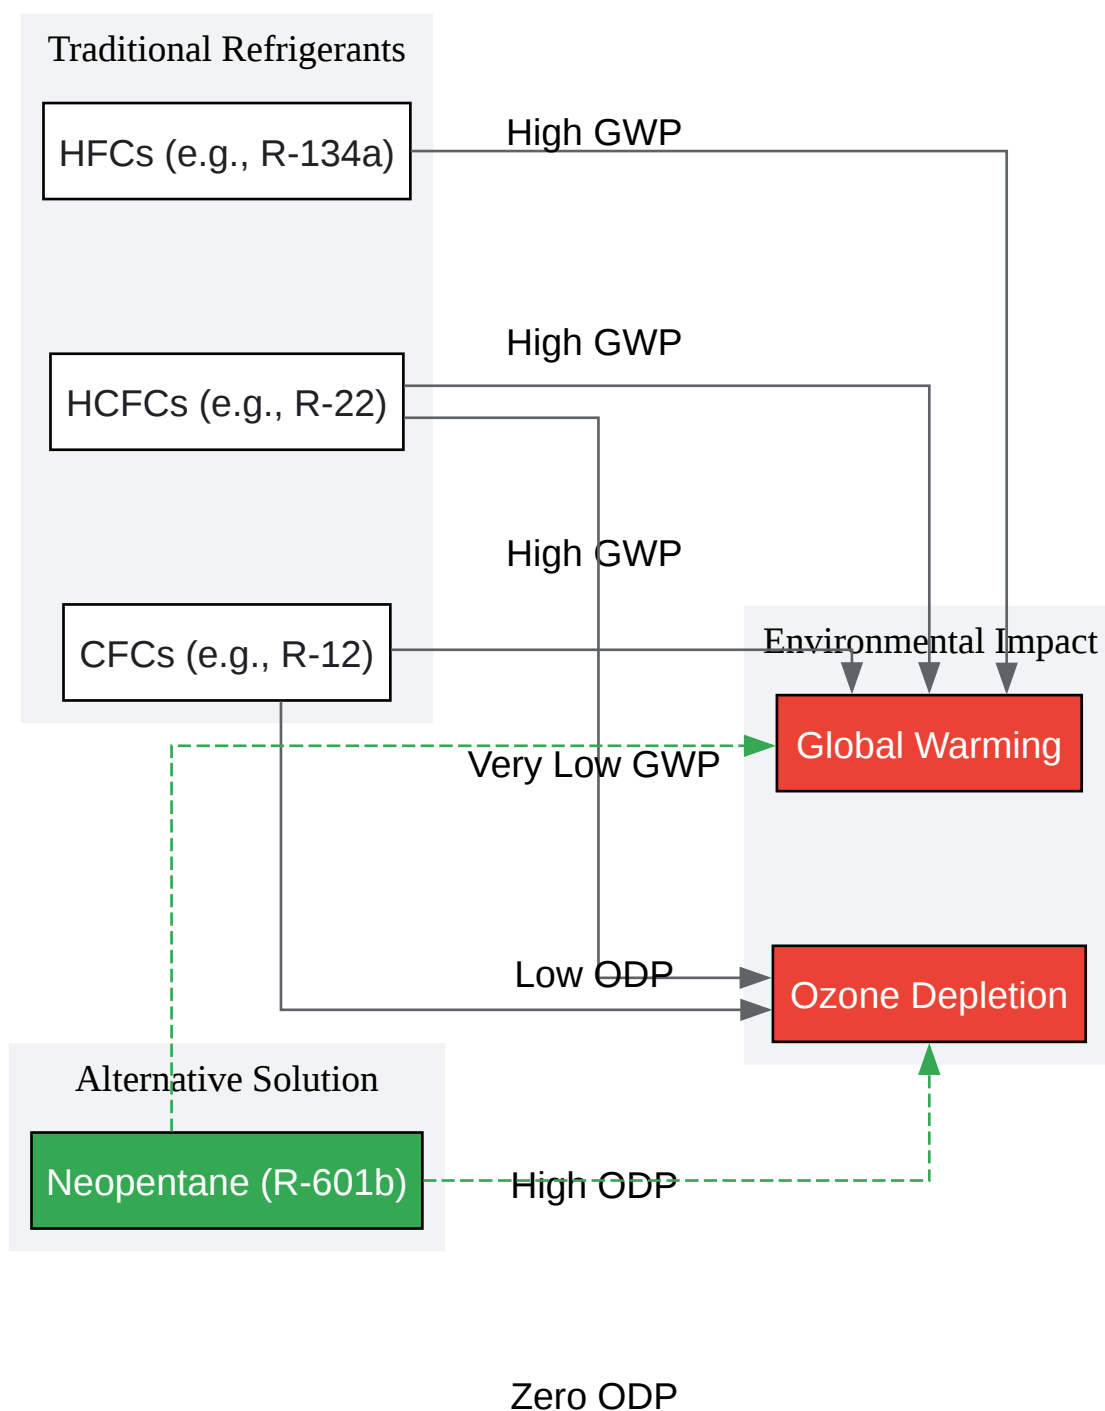 Traditional Refrigerants
HFCs (e.g., R-134a)
High GWP
HCFCs (e.g., R-22)
High GWP
High GWP
CFCs (e.g., R-12)
Environmental Impact
Global Warming
Very Low GWP
Low ODP
Ozone Depletion
Alternative Solution
Neopentane (R-601b)
High ODP
Zero ODP